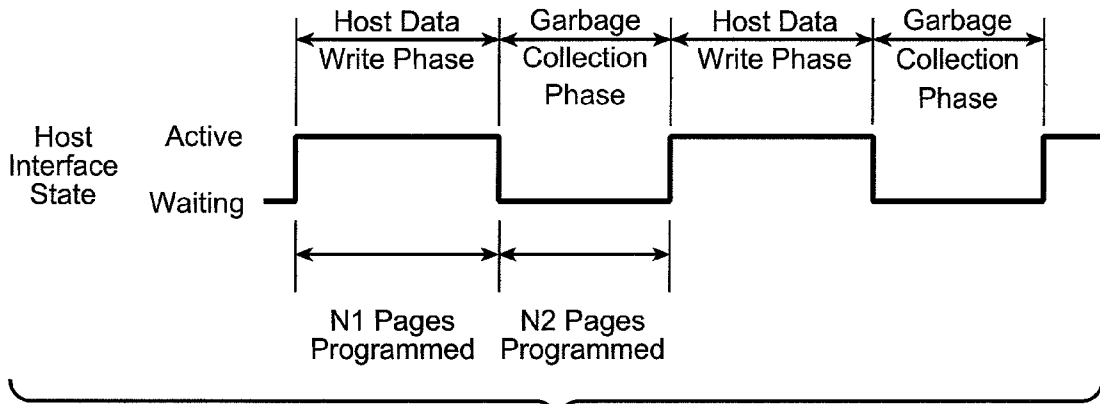 Host Data
Write Phase
Garbage
Collection
Phase
Host Data
Write Phase
Garbage
Collection
Phase
Host
Interface
State
Active
Waiting
N1 Pages
Programmed
N2 Pages
Programmed